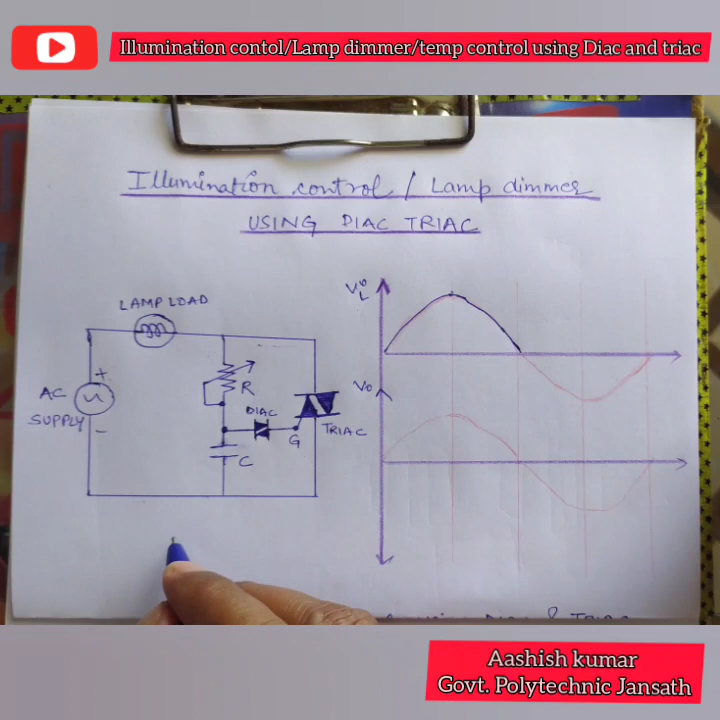 Illumination contol/Lamp dimmer/temp control using Diac and triac
Illumination control / Lamp dimmer
USING DIAC TRIAC
LAMP LOAD
AC
SUPPLY
+
-
R
DIAC
G
TRIAC
C
V
L
Vo
Aashish kumar
Govt. Polytechnic Jansath